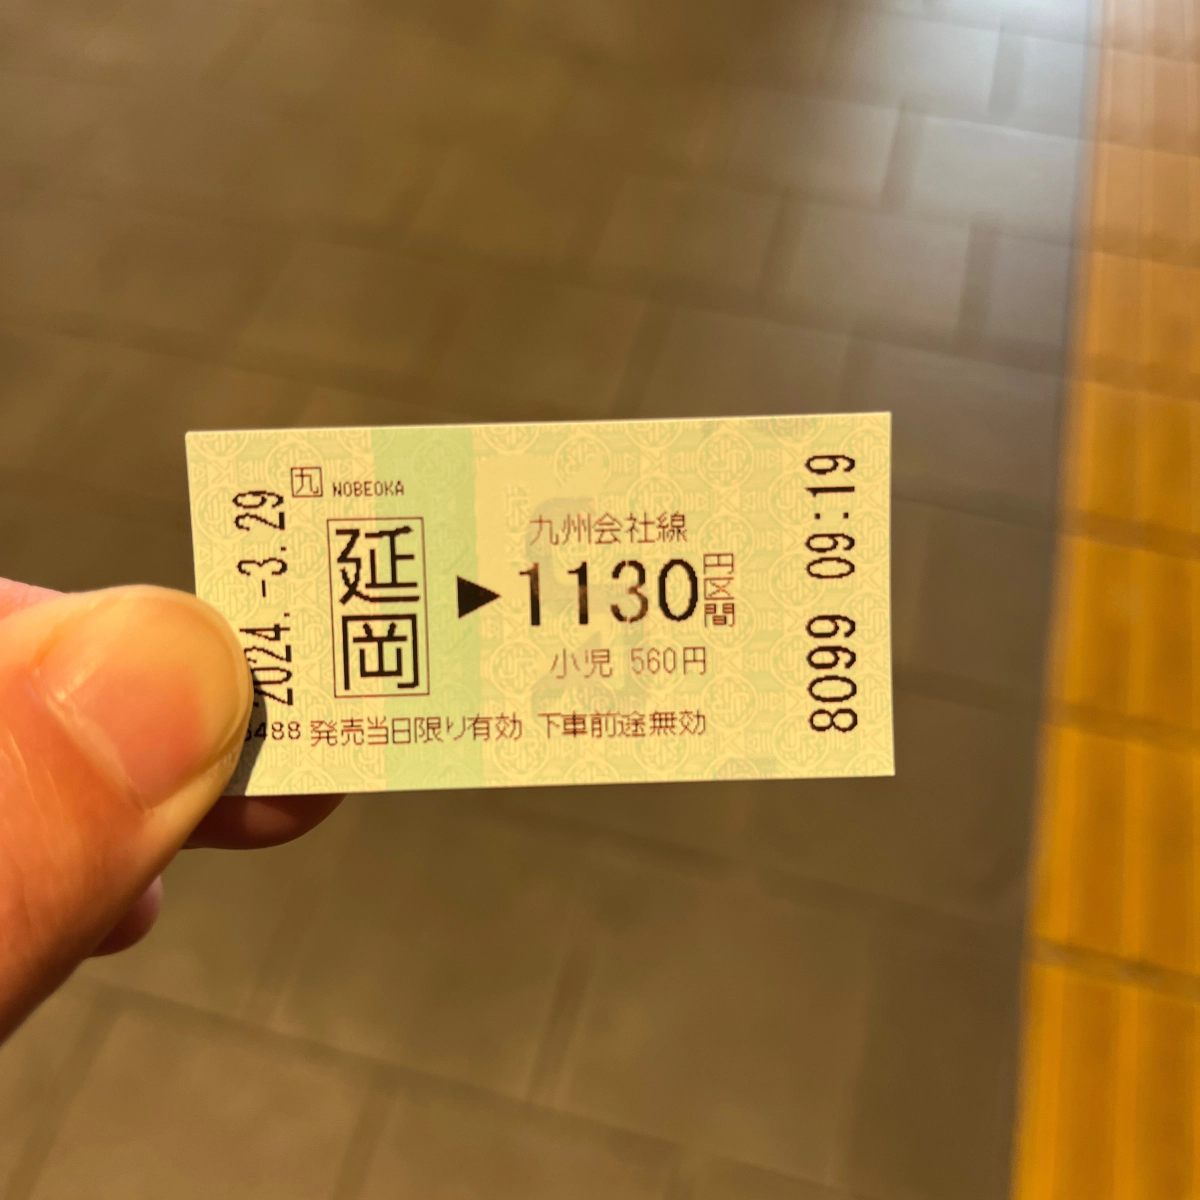 九 NOBEOKA
延岡
▶
九州会社線
1130円区間
小児 560円
488 発売当日限り有効 下車前途無効
2024.-3.29
8099 09:19